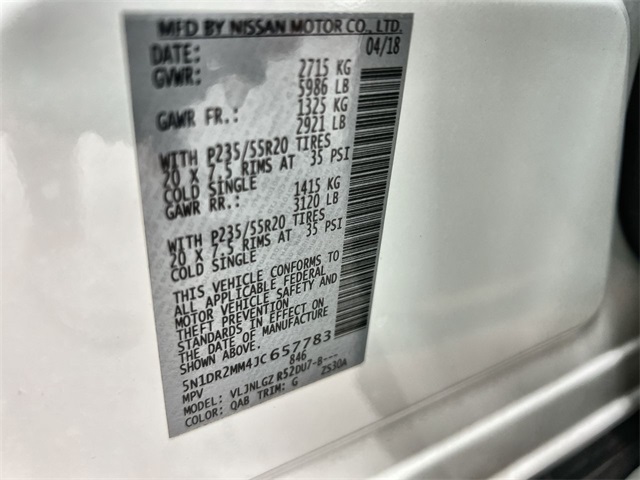 MFD BY NISSAN MOTOR CO., LTD.
DATE: 04/18
GVWR: 2715 KG
5986 LB
GAWR FR.: 1325 KG
2921 LB
WITH P235/55R20 TIRES
20 X 7.5 RIMS AT 35 PSI
COLD SINGLE
GAWR RR.: 1415 KG
3120 LB
WITH P235/55R20 TIRES
20 X 7.5 RIMS AT 35 PSI
COLD SINGLE
THIS VEHICLE CONFORMS TO
ALL APPLICABLE FEDERAL
MOTOR VEHICLE SAFETY AND
THEFT PREVENTION
STANDARDS IN EFFECT ON
THE DATE OF MANUFACTURE
SHOWN ABOVE.
5N1DR2MM4JC657783
MPV 846
MODEL: VLJNLGZ R52DU7-8---
COLOR: QAB TRIM: G ZS30A